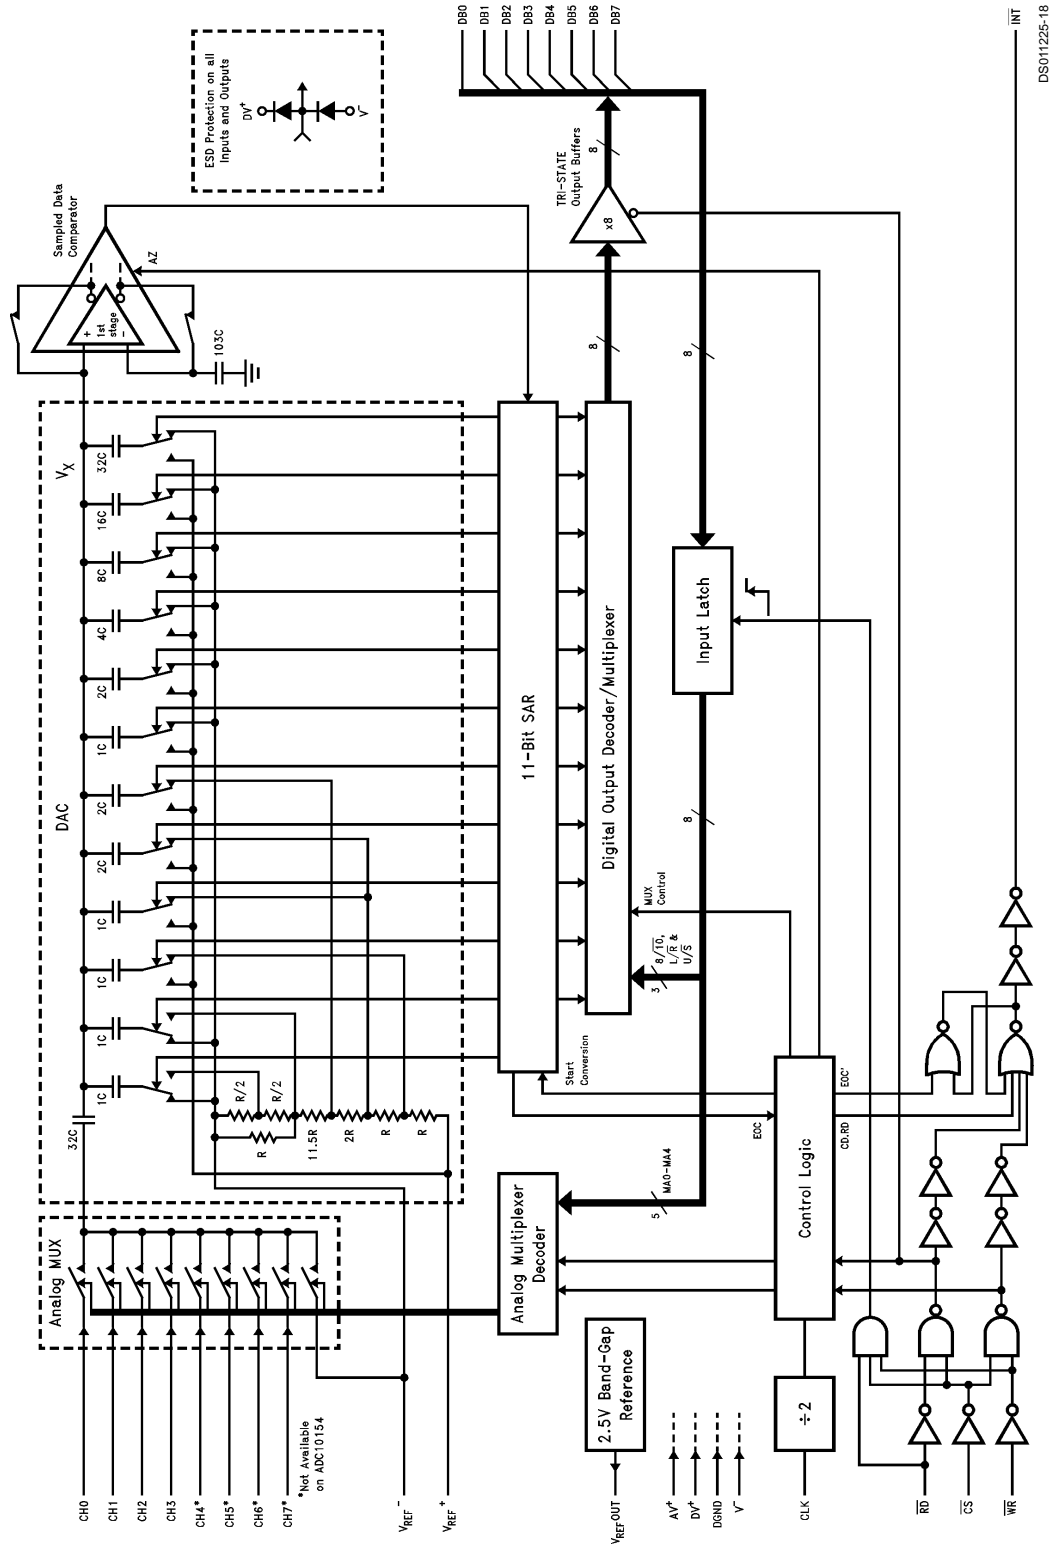 CH0
CH1
CH2
CH3
CH4*
CH5*
CH6*
CH7*
*Not Available
on ADC10154
VREF−
VREF+
Analog MUX
DAC
VX
32C
1C
1C
1C
1C
2C
2C
1C
2C
4C
8C
16C
32C
R/2
R/2
R
11.5R
2R
R
R
Sampled Data
Comparator
+
1st
stage
−
AZ
103C
ESD Protection on all
Inputs and Outputs
DV+
V−
11-Bit SAR
Digital Output Decoder/Multiplexer
Start
Conversion
MUX
Control
3
8/10,
L/R &
U/S
8
TRI-STATE
Output Buffers
x8
8
DB0
DB1
DB2
DB3
DB4
DB5
DB6
DB7
8
Input Latch
8
Analog Multiplexer
Decoder
5
MA0-MA4
2.5V Band-Gap
Reference
VREFOUT
AV+
DV+
DGND
V−
CLK
÷2
Control Logic
EOC
EOC'
CD.RD
RD
CS
WR
INT
DS011225-18